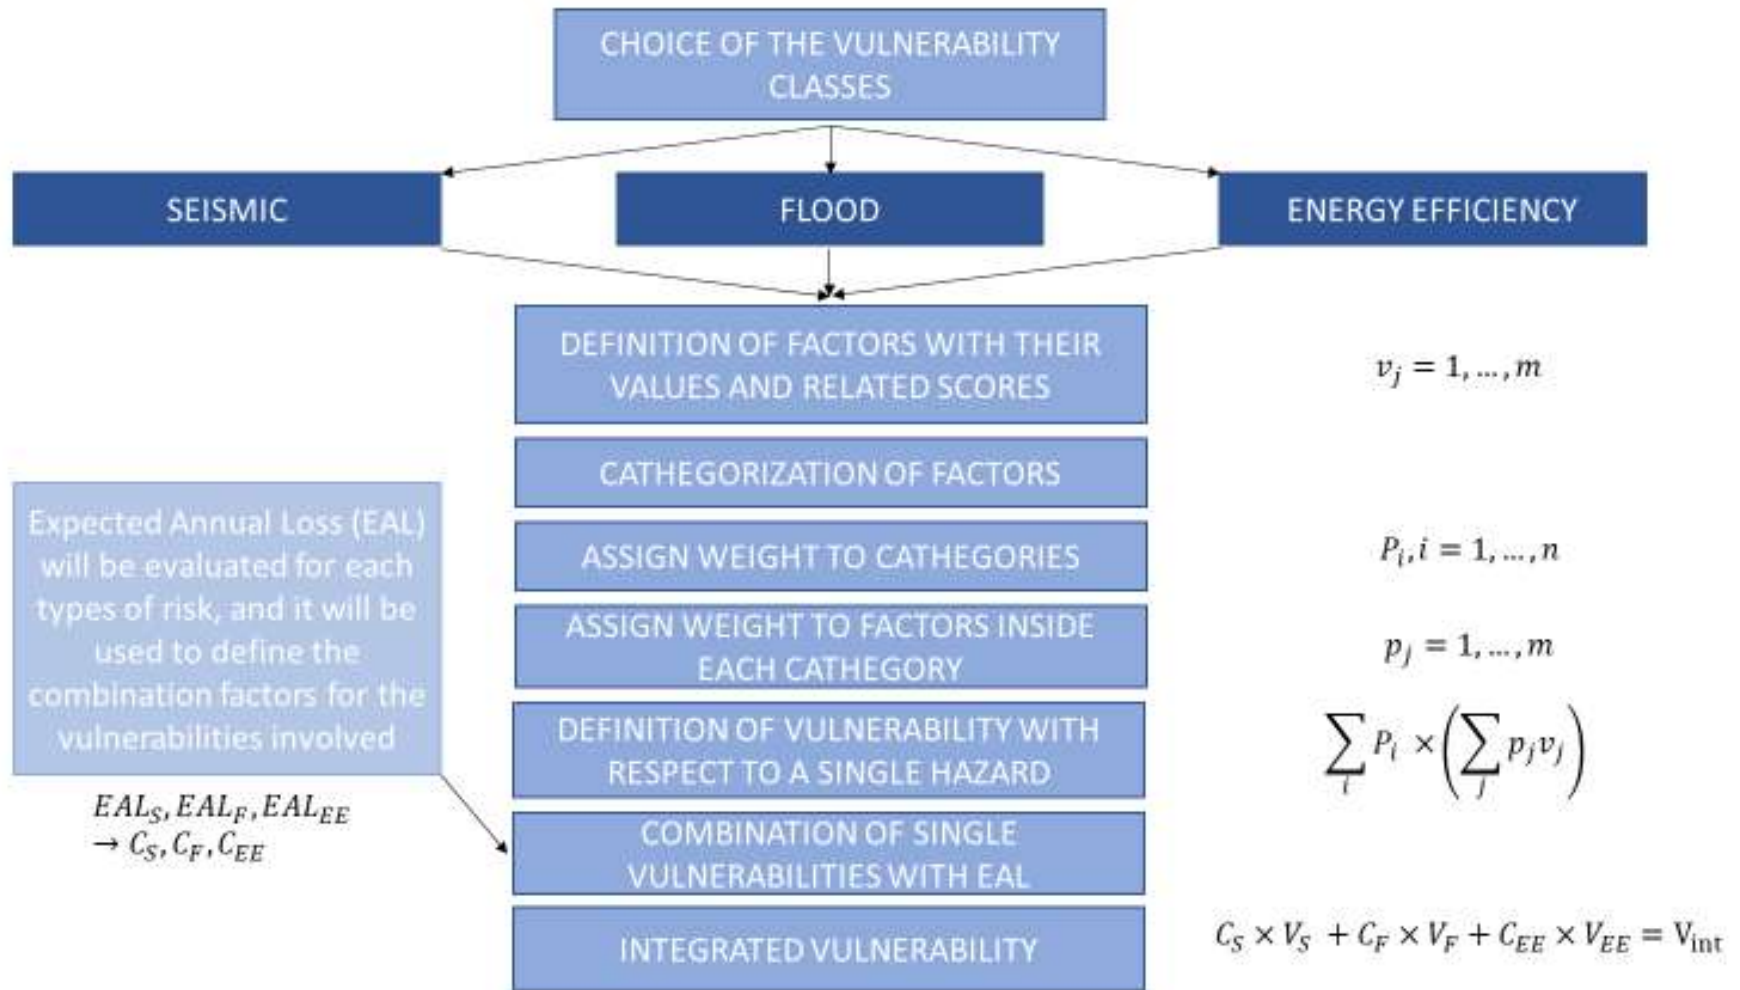 CHOICE OF THE VULNERABILITY
CLASSES
SEISMIC
FLOOD
ENERGY EFFICIENCY
DEFINITION OF FACTORS WITH THEIR
VALUES AND RELATED SCORES
v_j = 1, ..., m
CATHEGORIZATION OF FACTORS
Expected Annual Loss (EAL)
will be evaluated for each
types of risk, and it will be
used to define the
combination factors for the
vulnerabilities involved
EAL_S, EAL_F, EAL_EE
→ C_S, C_F, C_EE
ASSIGN WEIGHT TO CATHEGORIES
P_i, i = 1, ..., n
ASSIGN WEIGHT TO FACTORS INSIDE
EACH CATHEGORY
p_j = 1, ..., m
DEFINITION OF VULNERABILITY WITH
RESPECT TO A SINGLE HAZARD
∑_i P_i × (∑_j p_j v_j)
COMBINATION OF SINGLE
VULNERABILITIES WITH EAL
INTEGRATED VULNERABILITY
C_S × V_S + C_F × V_F + C_EE × V_EE = V_int